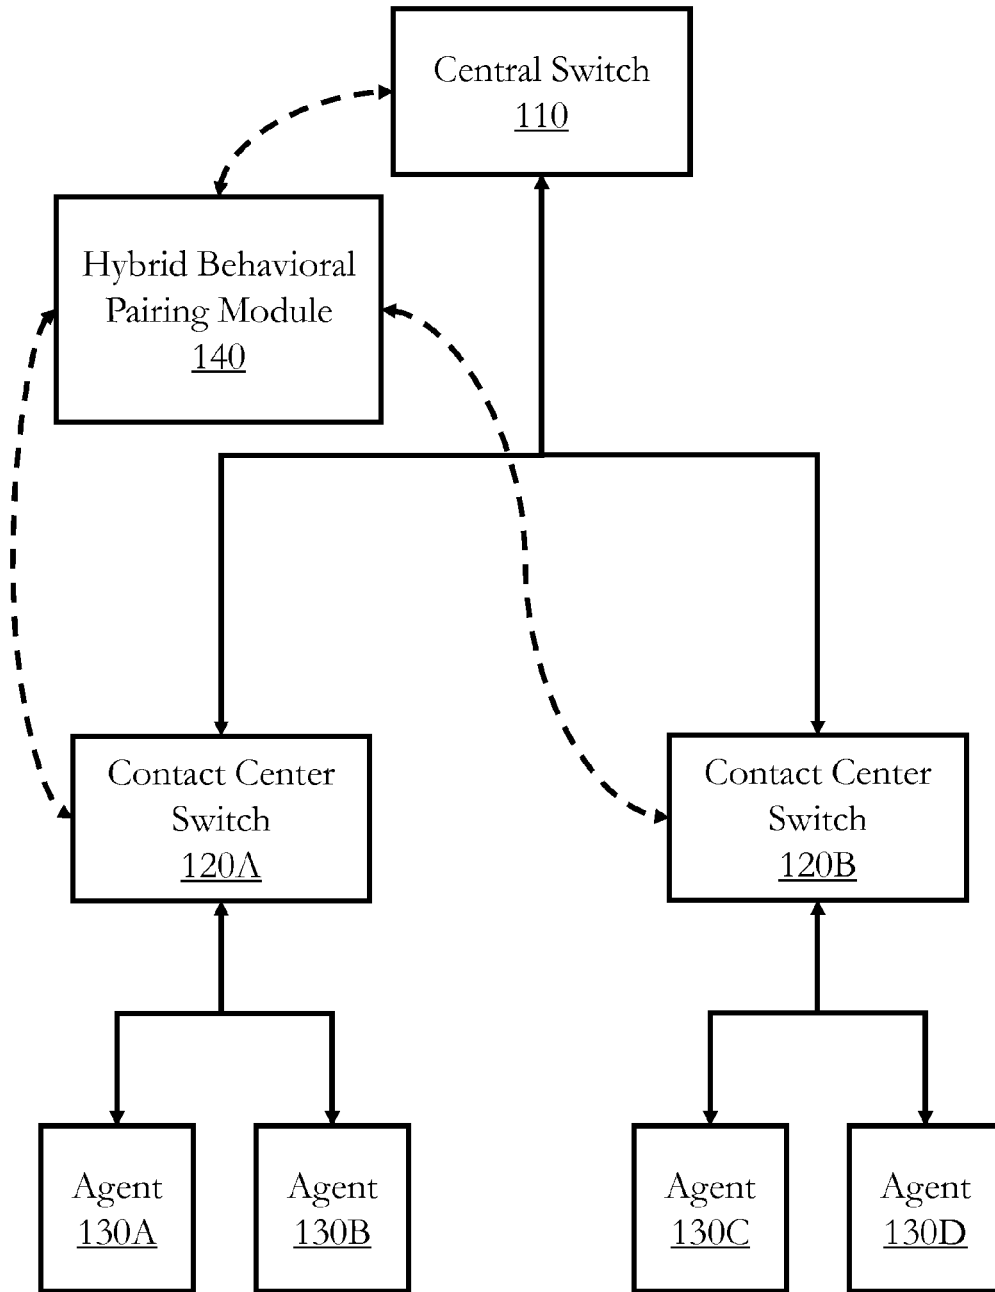 Central Switch
110
Hybrid Behavioral
Pairing Module
140
Contact Center
Switch
120A
Contact Center
Switch
120B
Agent
130A
Agent
130B
Agent
130C
Agent
130D